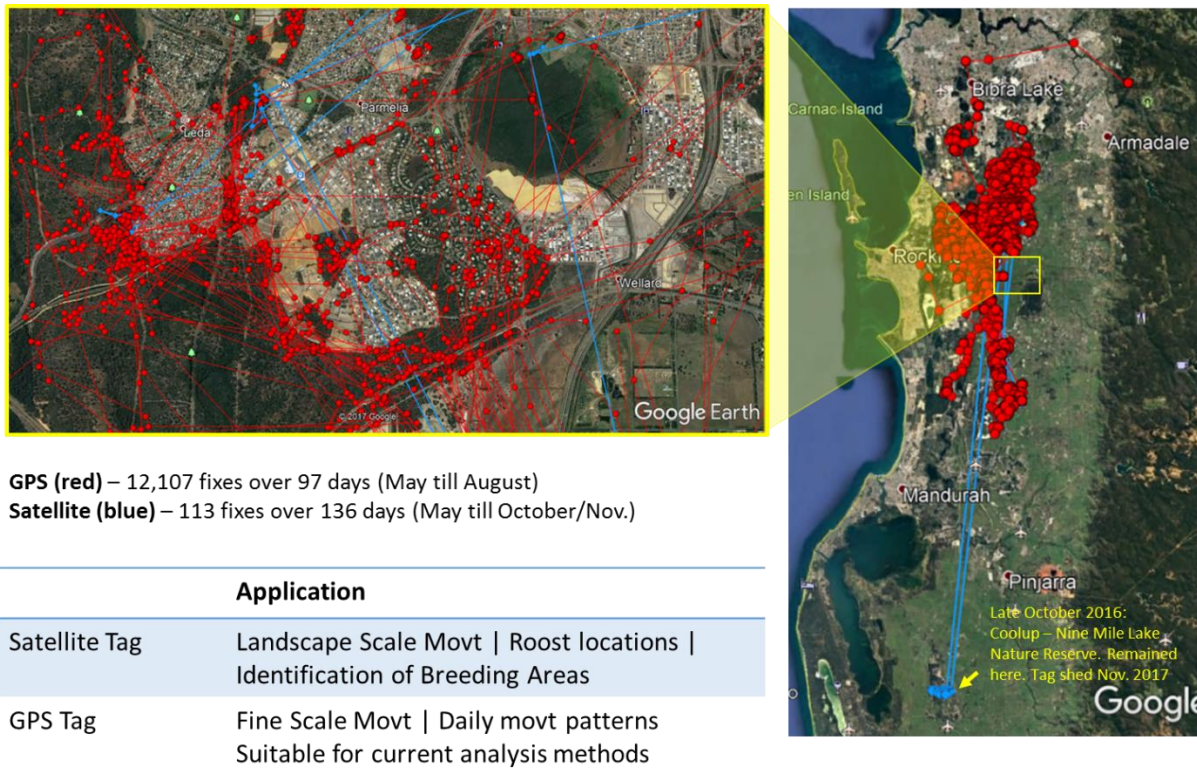 Leda
Parmelia
Wellard
© 2017 Google
Google Earth
GPS (red) – 12,107 fixes over 97 days (May till August)
Satellite (blue) – 113 fixes over 136 days (May till October/Nov.)
Application
Satellite Tag
Landscape Scale Movt | Roost locations |
Identification of Breeding Areas
GPS Tag
Fine Scale Movt | Daily movt patterns
Suitable for current analysis methods
Bibra Lake
Carnac Island
Armadale
en Island
Rocki
Mandurah
Pinjarra
Late October 2016:
Coolup – Nine Mile Lake
Nature Reserve. Remained
here. Tag shed Nov. 2017
Google